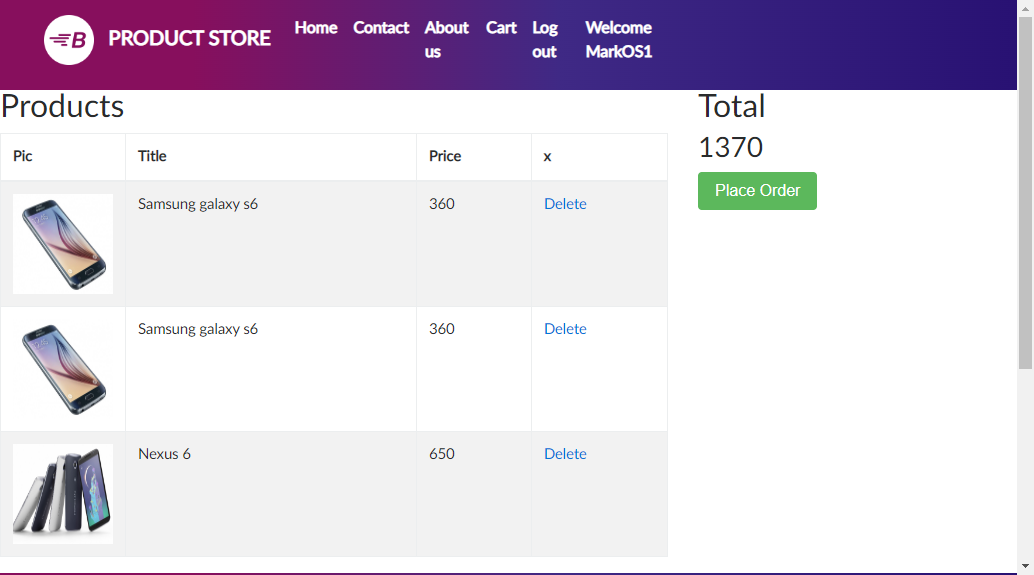 B PRODUCT STORE Home Contact About us Cart Log out Welcome MarkOS1
Products
Total
1370
Place Order
Pic Title Price x
Samsung galaxy s6 360 Delete
Samsung galaxy s6 360 Delete
Nexus 6 650 Delete